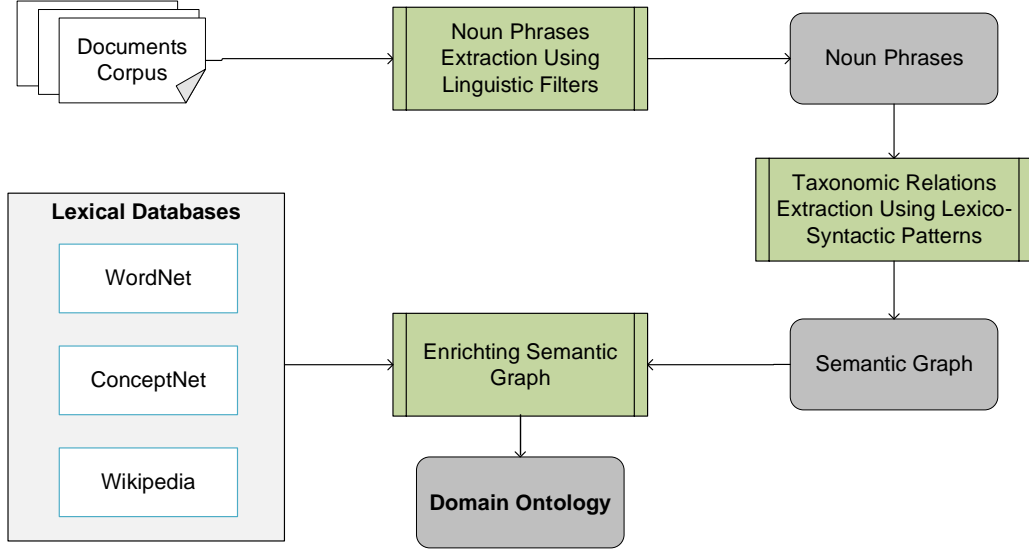 Documents
Corpus
Noun Phrases
Extraction Using
Linguistic Filters
Noun Phrases
Taxonomic Relations
Extraction Using Lexico-
Syntactic Patterns
Lexical Databases
WordNet
ConceptNet
Wikipedia
Enrichting Semantic
Graph
Semantic Graph
Domain Ontology